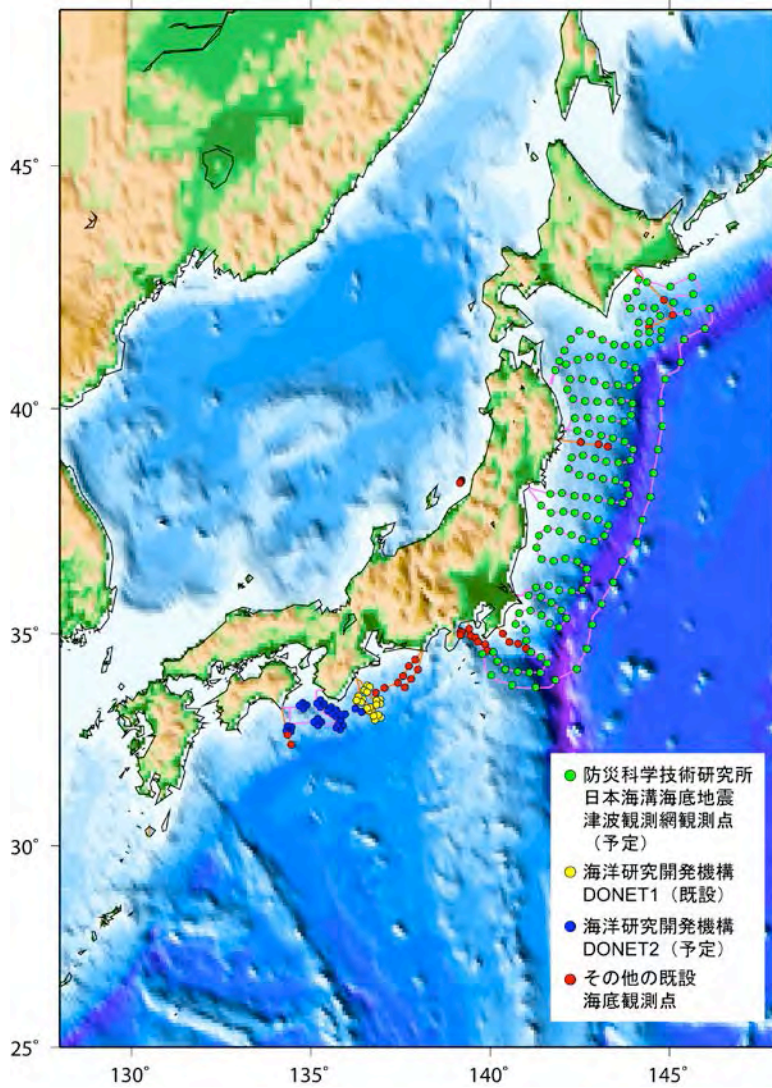 45°
40°
35°
30°
25°
130°
135°
140°
145°
防災科学技術研究所
日本海溝海底地震
津波観測網観測点
（予定）
海洋研究開発機構
DONET1（既設）
海洋研究開発機構
DONET2（予定）
その他の既設
海底観測点